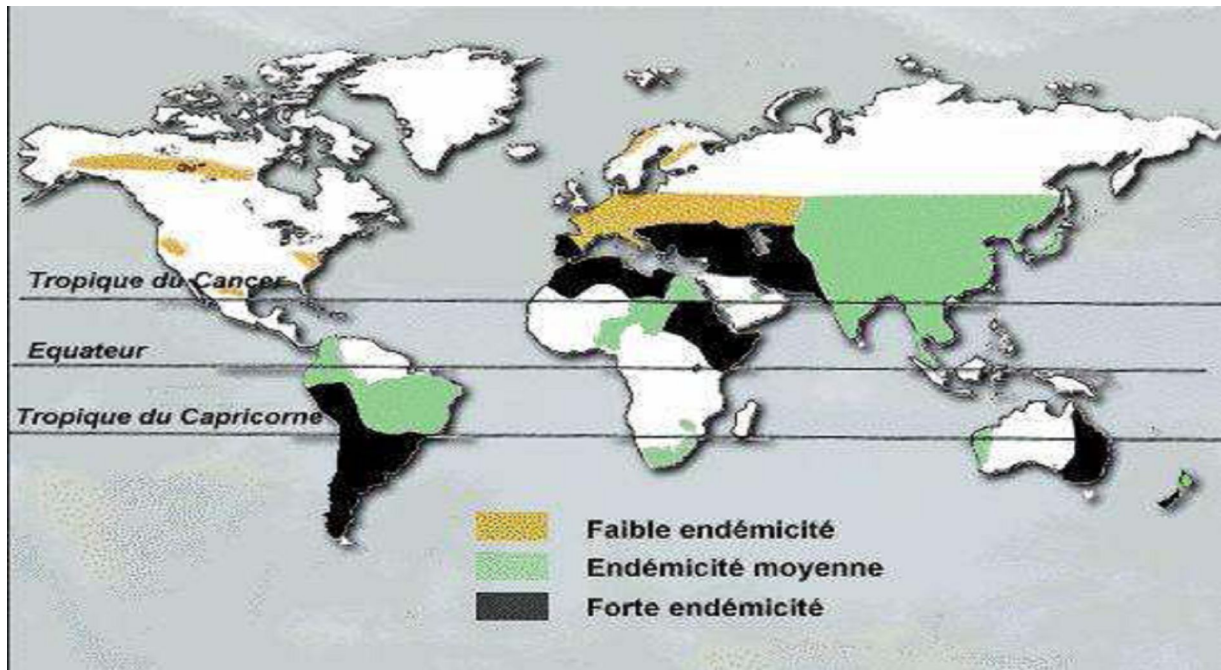 Tropique du Cancer
Equateur
Tropique du Capricorne
Faible endémicité
Endémicité moyenne
Forte endémicité